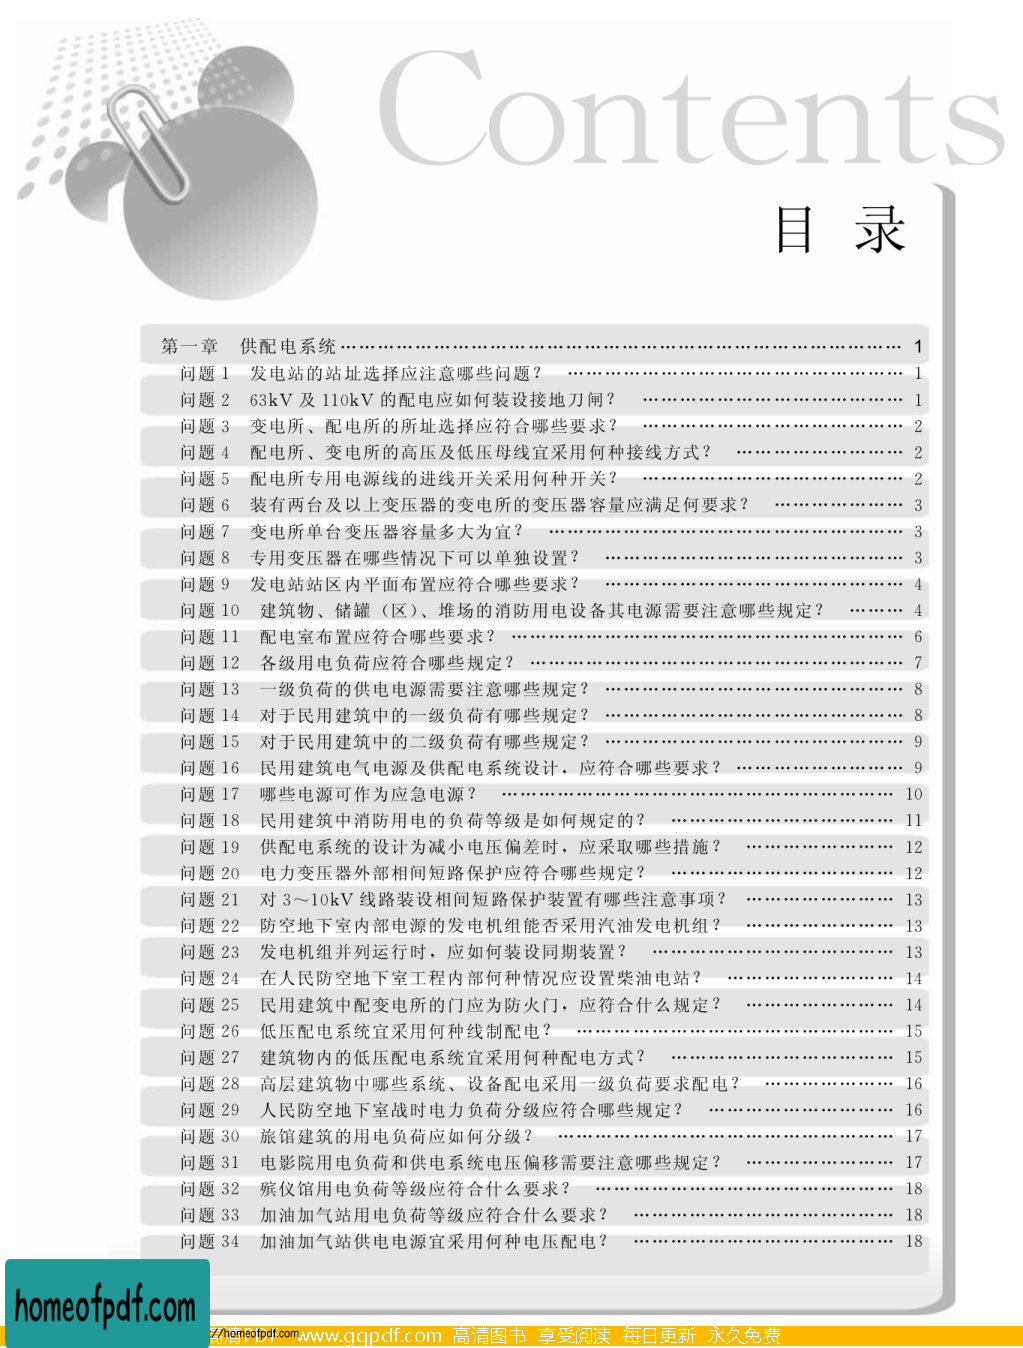 Contents
目 录
第一章 供配电系统 …………………………………………………… 1
问题 1 发电站的站址选择应注意哪些问题? ……………………………… 1
问题 2 63kV 及 110kV 的配电应如何装设接地刀闸? ………………………… 1
问题 3 变电所、配电所的所址选择应符合哪些要求? ………………………… 2
问题 4 配电所、变电所的高压及低压母线宜采用何种接线方式? ……………… 2
问题 5 配电所专用电源线的进线开关采用何种开关? ………………………… 2
问题 6 装有两台及以上变压器的变电所的变压器容量应满足何要求? …………… 3
问题 7 变电所单台变压器容量多大为宜? ………………………………… 3
问题 8 专用变压器在哪些情况下可以单独设置? …………………………… 3
问题 9 发电站站区内平面布置应符合哪些要求? …………………………… 4
问题 10 建筑物、储罐（区）、堆场的消防用电设备其电源需要注意哪些规定? ……… 4
问题 11 配电室布置应符合哪些要求? …………………………………… 6
问题 12 各级用电负荷应符合哪些规定? ………………………………… 7
问题 13 一级负荷的供电电源需要注意哪些规定? …………………………… 8
问题 14 对于民用建筑中的一级负荷有哪些规定? …………………………… 8
问题 15 对于民用建筑中的二级负荷有哪些规定? …………………………… 9
问题 16 民用建筑电气电源及供配电系统设计，应符合哪些要求? ……………… 9
问题 17 哪些电源可作为应急电源? …………………………………… 10
问题 18 民用建筑中消防用电的负荷等级是如何规定的? …………………… 11
问题 19 供配电系统的设计为减小电压偏差时，应采取哪些措施? …………… 12
问题 20 电力变压器外部相间短路保护应符合哪些规定? …………………… 12
问题 21 对 3～10kV 线路装设相间短路保护装置有哪些注意事项? …………… 13
问题 22 防空地下室内部电源的发电机组能否采用汽油发电机组? …………… 13
问题 23 发电机组并列运行时，应如何装设同期装置? ……………………… 13
问题 24 在人民防空地下室工程内部何种情况应设置柴油电站? ……………… 14
问题 25 民用建筑中配变电所的门应为防火门，应符合什么规定? …………… 14
问题 26 低压配电系统宜采用何种线制配电? ……………………………… 15
问题 27 建筑物内的低压配电系统宜采用何种配电方式? …………………… 15
问题 28 高层建筑物中哪些系统、设备配电采用一级负荷要求配电? ………… 16
问题 29 人民防空地下室战时电力负荷分级应符合哪些规定? ……………… 16
问题 30 旅馆建筑的用电负荷应如何分级? ……………………………… 17
问题 31 电影院用电负荷和供电系统电压偏移需要注意哪些规定? …………… 17
问题 32 殡仪馆用电负荷等级应符合什么要求? …………………………… 18
问题 33 加油加气站用电负荷等级应符合什么要求? ……………………… 18
问题 34 加油加气站供电电源宜采用何种电压配电? ……………………… 18
homeofpdf.com
://homeofpdf.com
www.gqpdf.com 高清图书 享受阅读 每日更新 永久免费